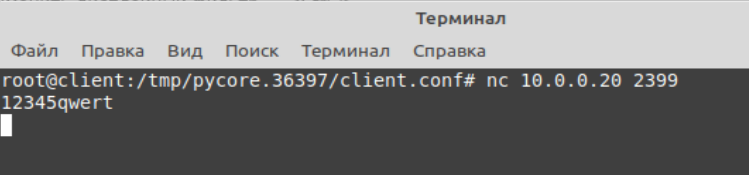 Терминал
Файл Правка Вид Поиск Терминал Справка
root@client:/tmp/pycore.36397/client.conf# nc 10.0.0.20 2399
12345qwert